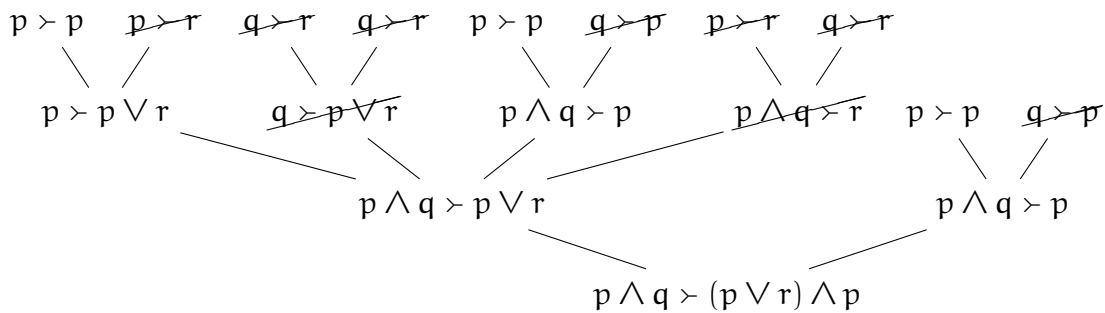 p ≻ p p ≻ r q ≻ r q ≻ r p ≻ p q ≻ p p ≻ r q ≻ r
p ≻ p ∨ r q ≻ p ∨ r p ∧ q ≻ p p ∧ q ≻ r p ≻ p q ≻ p
p ∧ q ≻ p ∨ r p ∧ q ≻ p
p ∧ q ≻ (p ∨ r) ∧ p